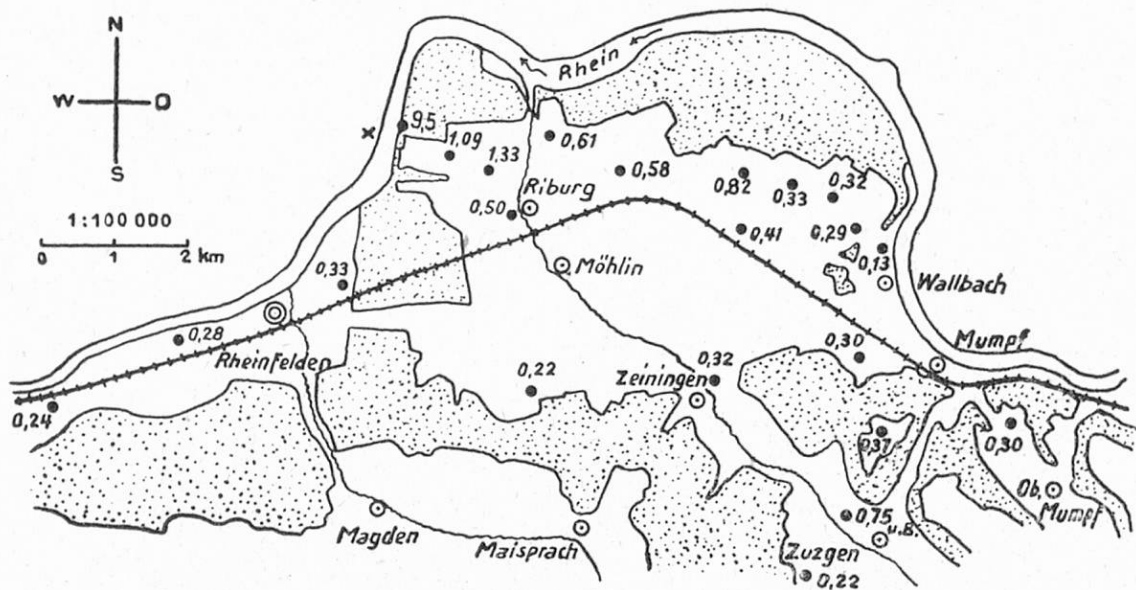 N
W O
S
1:100 000
0 1 2 km
Rhein
x
9,5
1,09
1,33
0,61
0,58
0,82
0,33
0,32
Riburg
0,50
0,41
0,29
0,13
Möhlin
Wallbach
0,33
0,28
Rheinfelden
0,24
0,22
Zeiningen
0,32
0,30
Mumpf
0,37
0,30
Ob.
Mumpf
0,75
u.B.
Magden
Maisprach
Zuzgen
0,22